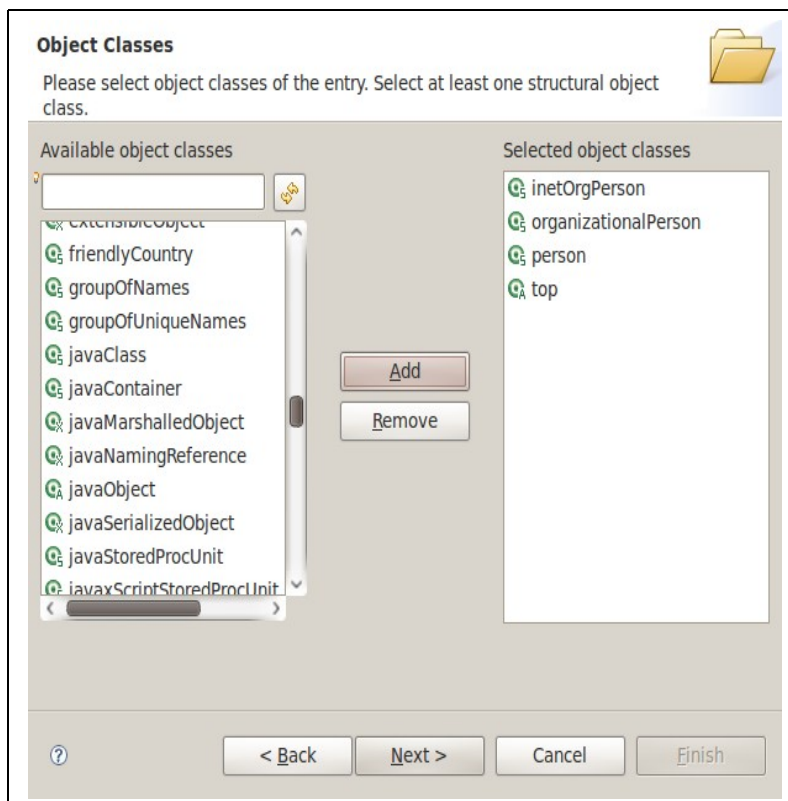 Object Classes
Please select object classes of the entry. Select at least one structural object
class.
Available object classes
extensibleObject
friendlyCountry
groupOfNames
groupOfUniqueNames
javaClass
javaContainer
javaMarshalledObject
javaNamingReference
javaObject
javaSerializedObject
javaStoredProcUnit
javaxScriptStoredProcUnit
Add
Remove
Selected object classes
inetOrgPerson
organizationalPerson
person
top
< Back
Next >
Cancel
Finish